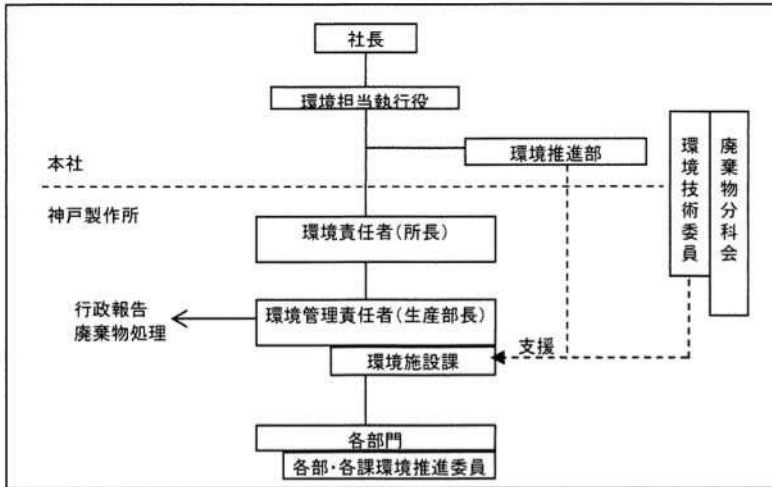 社長
環境担当執行役
環境推進部
本社
神戸製作所
環境技術委員
廃棄物分科会
環境責任者(所長)
行政報告
廃棄物処理
環境管理責任者(生産部長)
環境施設課
支援
各部門
各部・各課環境推進委員